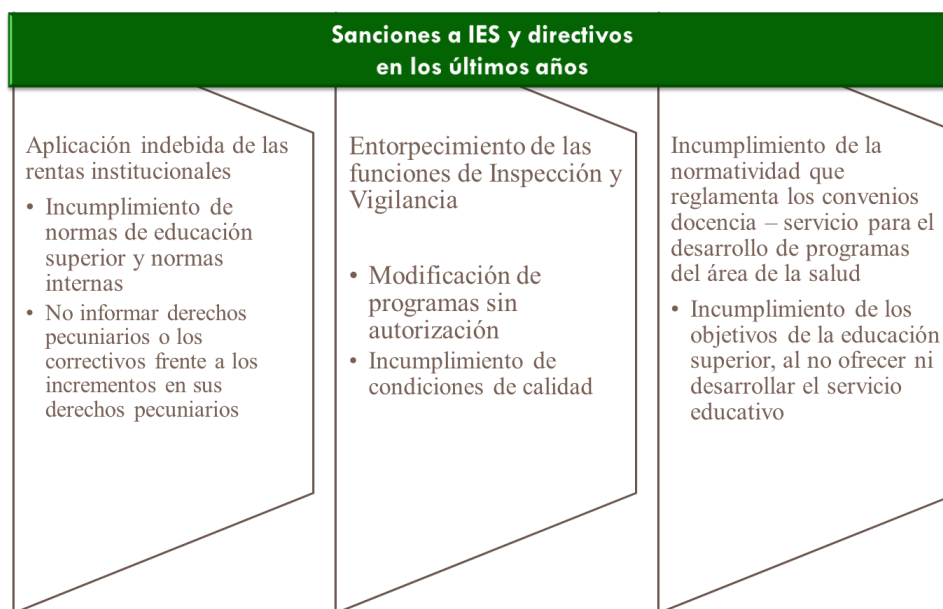 Sanciones a IES y directivos
en los últimos años
Aplicación indebida de las
rentas institucionales
• Incumplimiento de
normas de educación
superior y normas
internas
• No informar derechos
pecuniarios o los
correctivos frente a los
incrementos en sus
derechos pecuniarios
Entorpecimiento de las
funciones de Inspección y
Vigilancia
• Modificación de
programas sin
autorización
• Incumplimiento de
condiciones de calidad
Incumplimiento de la
normatividad que
reglamenta los convenios
docencia – servicio para el
desarrollo de programas
del área de la salud
• Incumplimiento de los
objetivos de la educación
superior, al no ofrecer ni
desarrollar el servicio
educativo